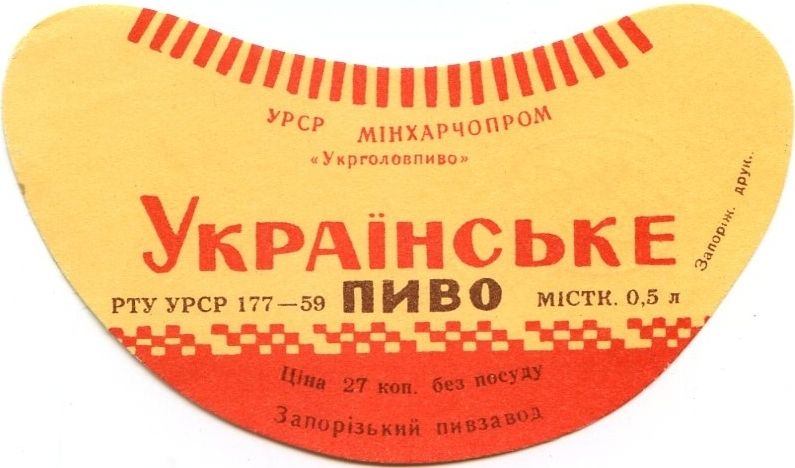 УРСР МІНХАРЧОПРОМ
«Укрголовпиво»
УКРАЇНСЬКЕ
РТУ УРСР 177—59 ПИВО МІСТК. 0,5 л
Ціна 27 коп. без посуду
Запорізький пивзавод
Запоріж. друк.